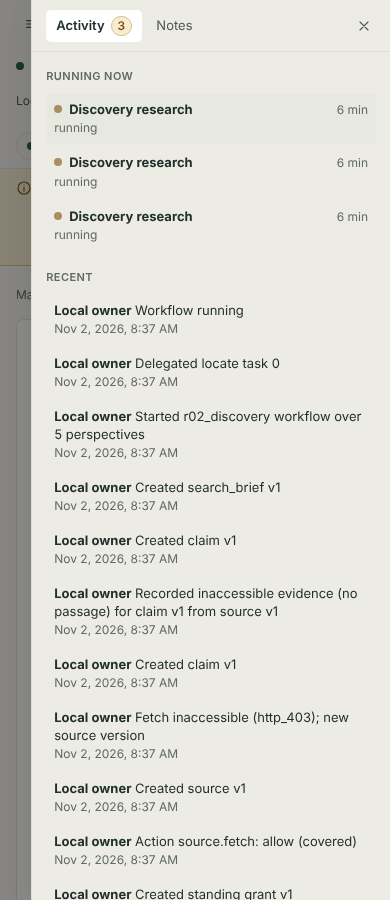 Activity 3 Notes
RUNNING NOW
Discovery research 6 min
running
Discovery research 6 min
running
Discovery research 6 min
running
RECENT
Local owner Workflow running
Nov 2, 2026, 8:37 AM
Local owner Delegated locate task 0
Nov 2, 2026, 8:37 AM
Local owner Started r02_discovery workflow over
5 perspectives
Nov 2, 2026, 8:37 AM
Local owner Created search_brief v1
Nov 2, 2026, 8:37 AM
Local owner Created claim v1
Nov 2, 2026, 8:37 AM
Local owner Recorded inaccessible evidence (no
passage) for claim v1 from source v1
Nov 2, 2026, 8:37 AM
Local owner Created claim v1
Nov 2, 2026, 8:37 AM
Local owner Fetch inaccessible (http_403); new
source version
Nov 2, 2026, 8:37 AM
Local owner Created source v1
Nov 2, 2026, 8:37 AM
Local owner Action source.fetch: allow (covered)
Nov 2, 2026, 8:37 AM
Local owner Created standing grant v1